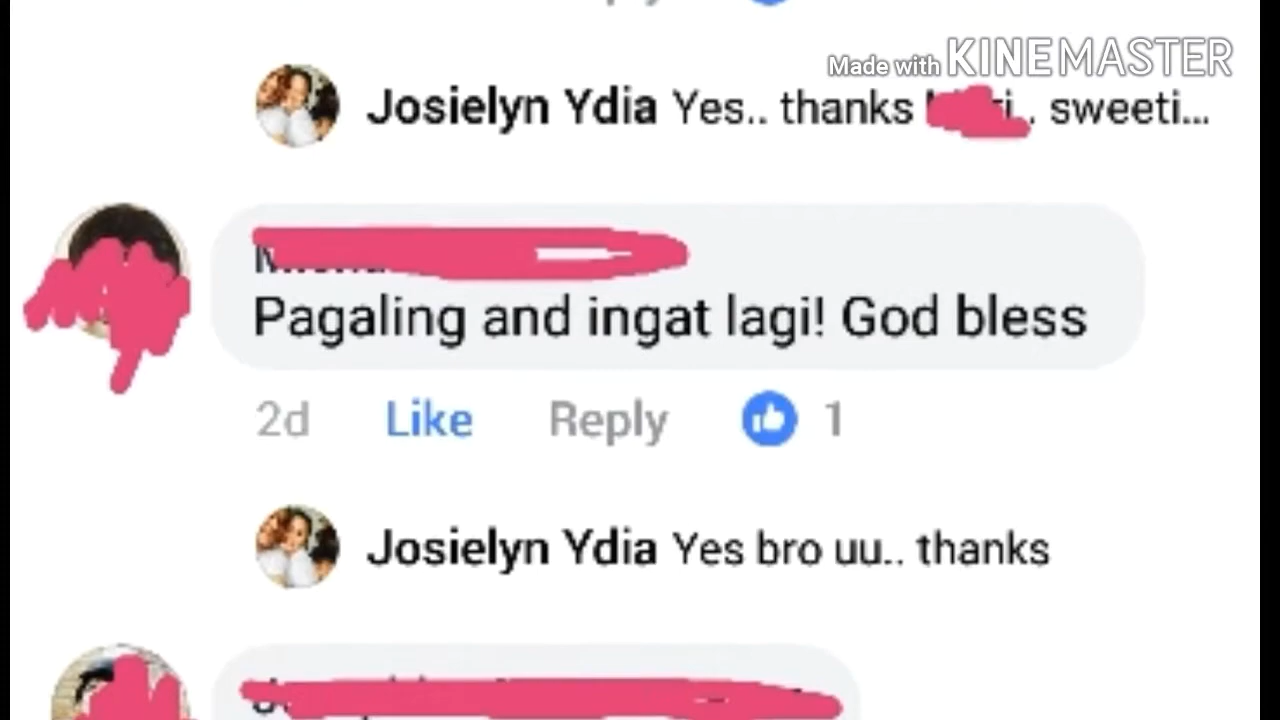 Made with KINEMASTER
Josielyn Ydia Yes.. thanks . sweeti...
Pagaling and ingat lagi! God bless
2d Like Reply 1
Josielyn Ydia Yes bro uu.. thanks